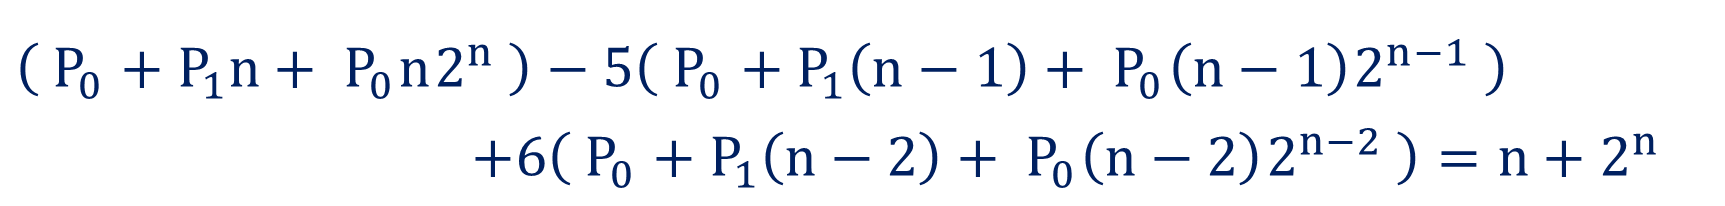 ( P₀ + P₁n + P₀n2ⁿ ) − 5( P₀ + P₁(n − 1) + P₀(n − 1)2ⁿ⁻¹ )
+6( P₀ + P₁(n − 2) + P₀(n − 2)2ⁿ⁻² ) = n + 2ⁿ